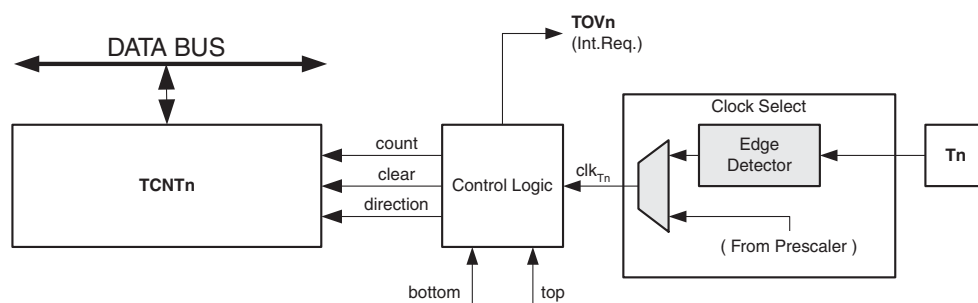 TOVn
(Int.Req.)
DATA BUS
Clock Select
TCNTn
count
clear
direction
Control Logic
clkTn
Edge
Detector
Tn
( From Prescaler )
bottom
top